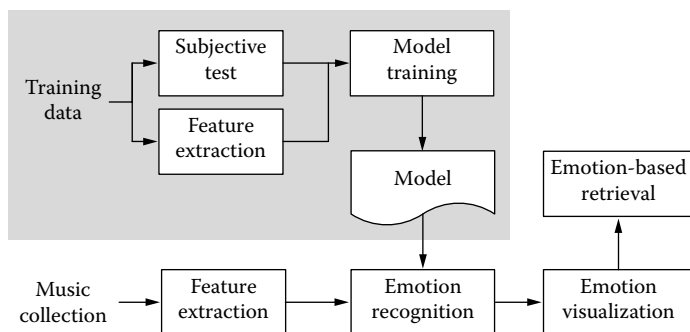 Subjective
test
Model
training
Training
data
Feature
extraction
Model
Emotion-based
retrieval
Music
collection
Feature
extraction
Emotion
recognition
Emotion
visualization